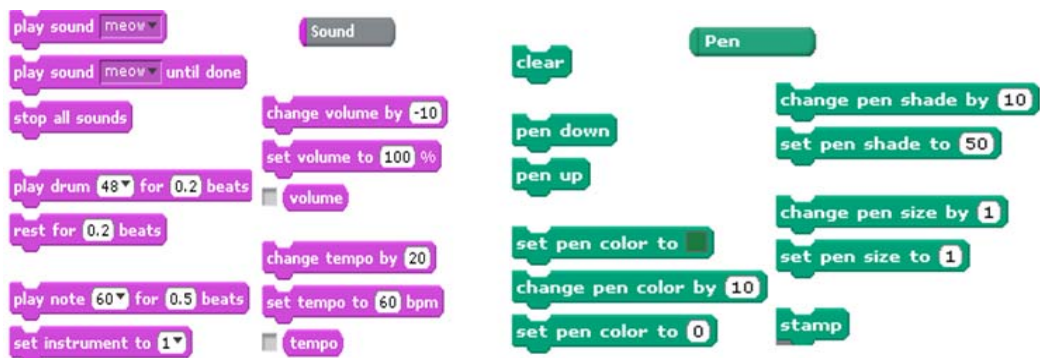 play sound meow
play sound meow until done
stop all sounds
play drum 48 for 0.2 beats
rest for 0.2 beats
play note 60 for 0.5 beats
set instrument to 1
Sound
change volume by -10
set volume to 100 %
volume
change tempo by 20
set tempo to 60 bpm
tempo
clear
pen down
pen up
set pen color to
change pen color by 10
set pen color to 0
Pen
change pen shade by 10
set pen shade to 50
change pen size by 1
set pen size to 1
stamp